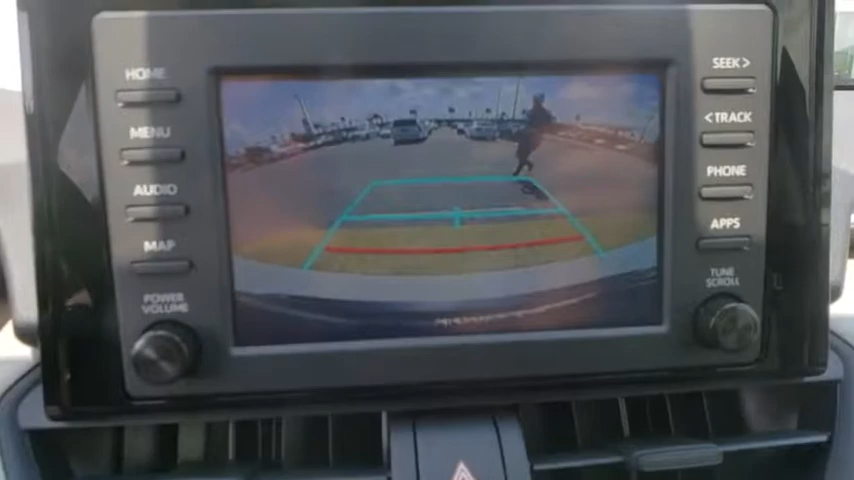 HOME
MENU
AUDIO
MAP
POWER
VOLUME
SEEK >
< TRACK
PHONE
APPS
TUNE
SCROLL